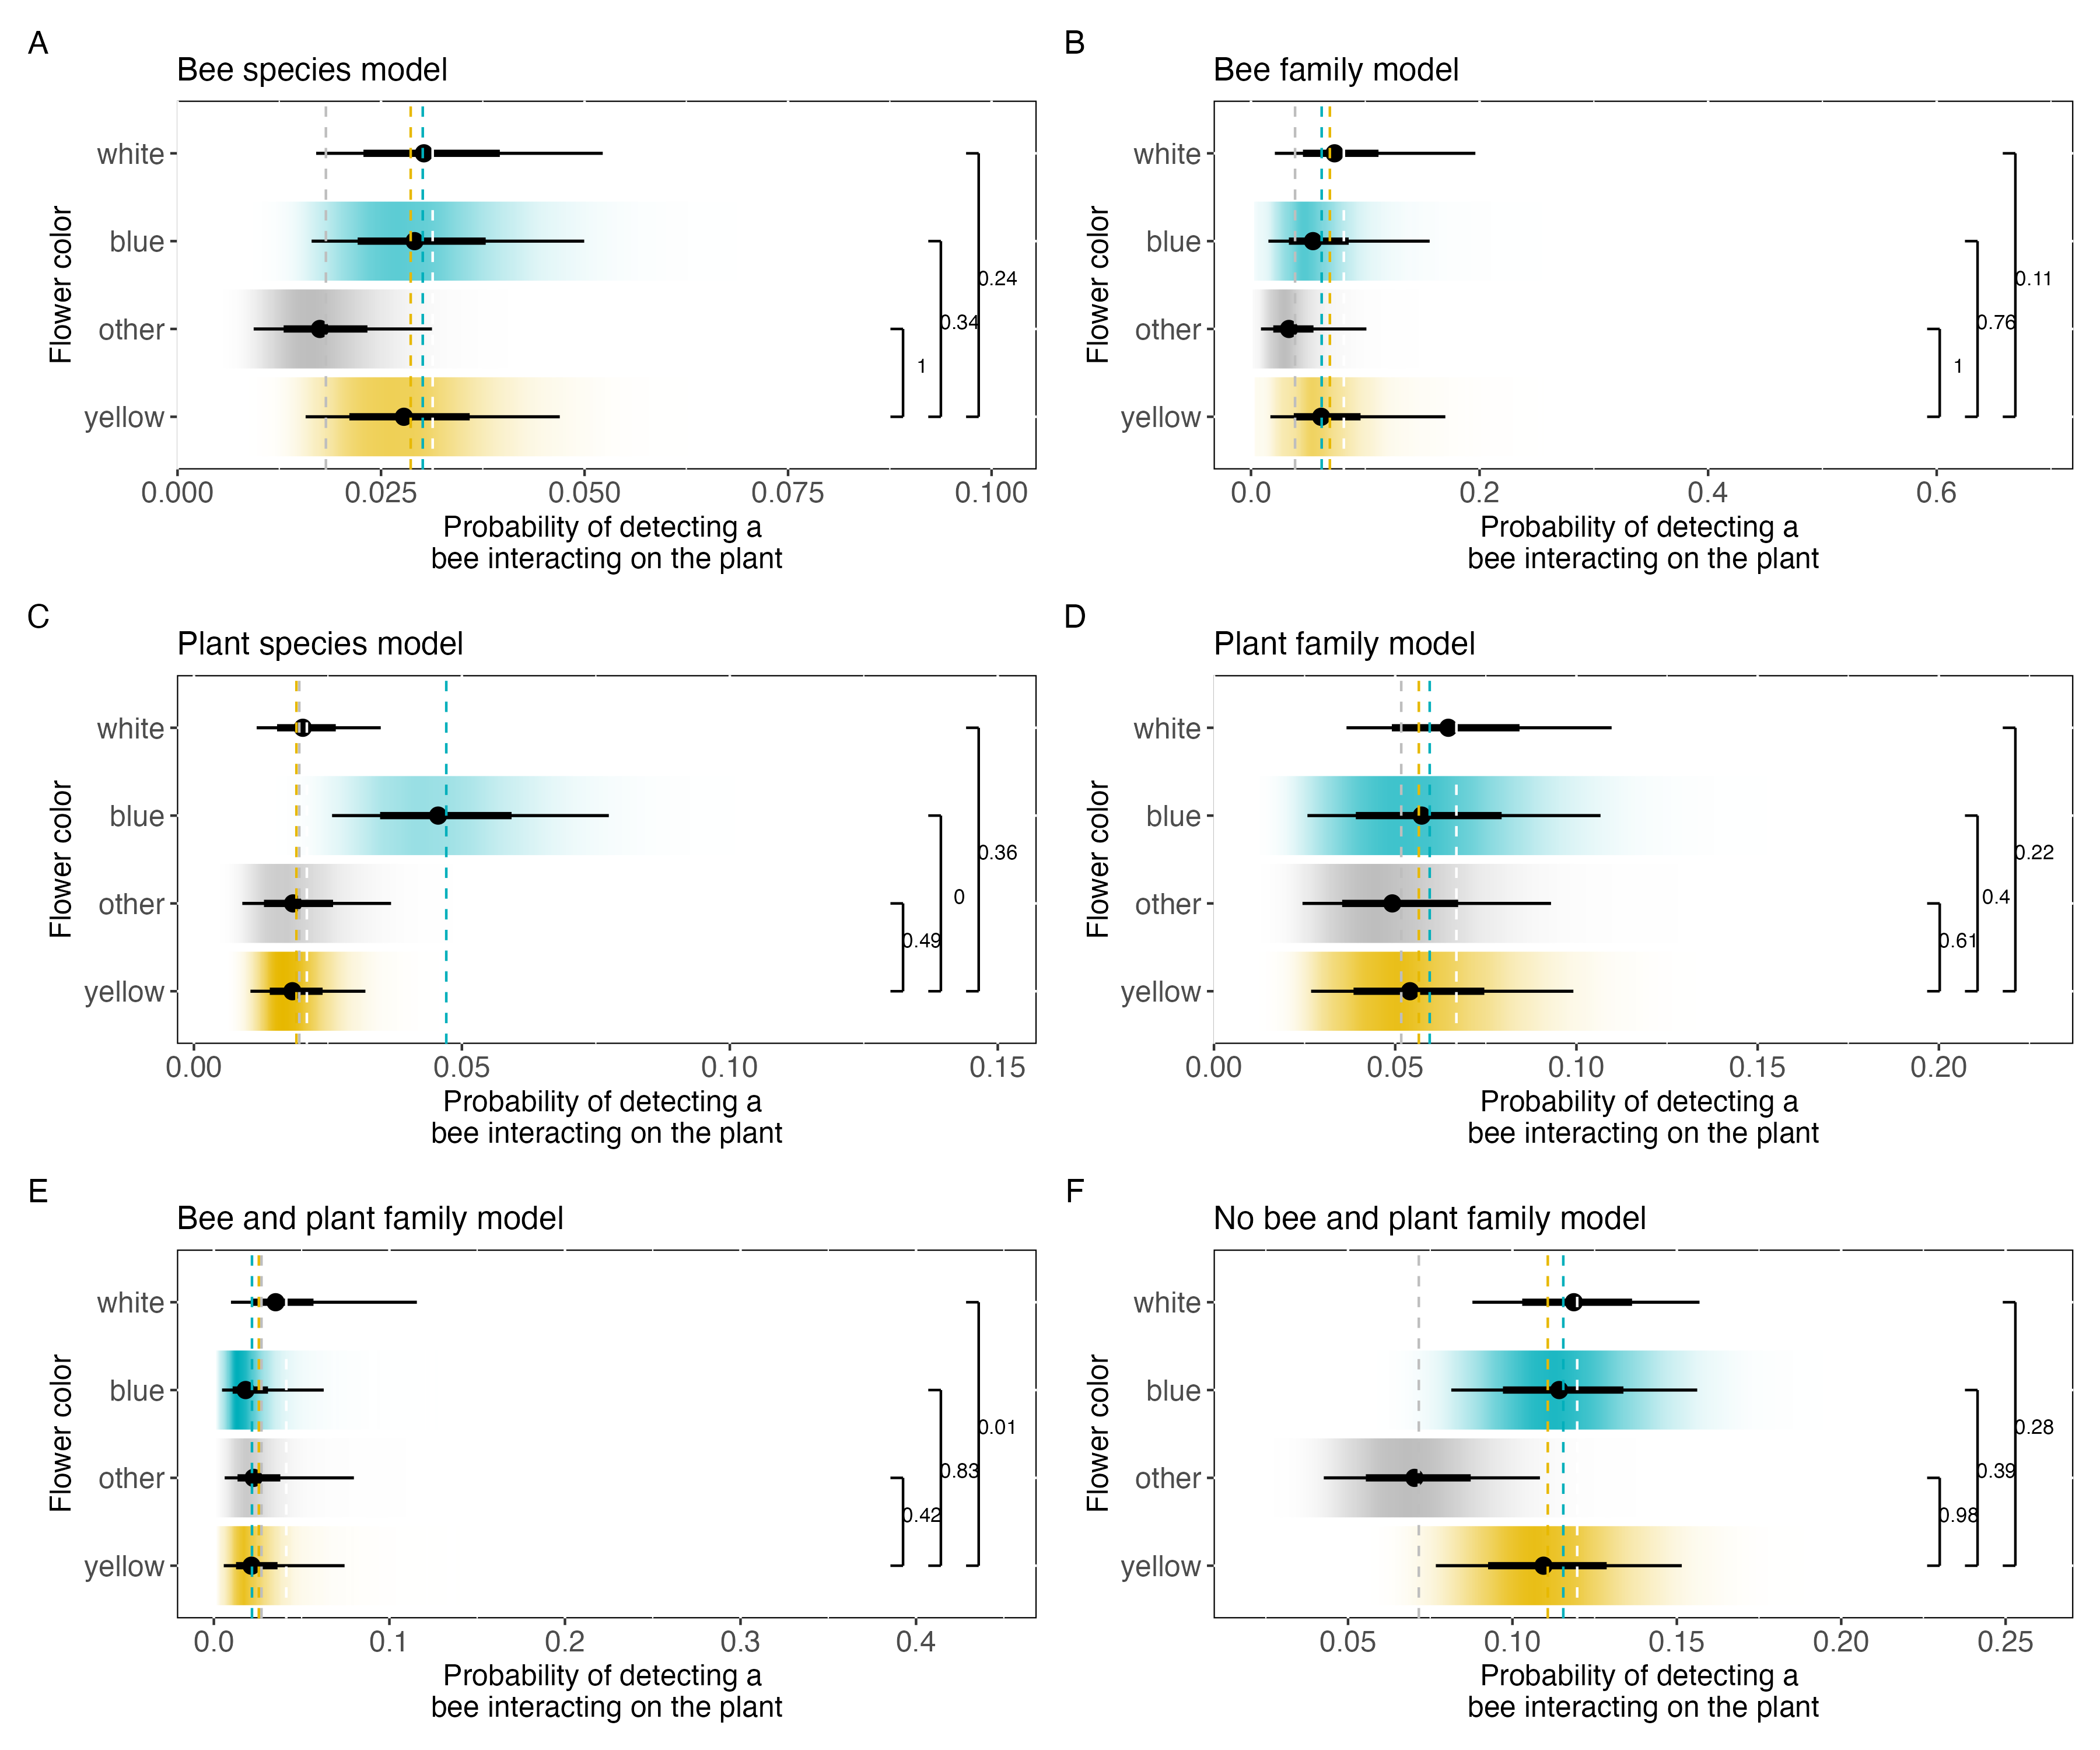 A
Bee species model
Flower color
white
blue
other
yellow
0.24
0.34
1
0.000 0.025 0.050 0.075 0.100
Probability of detecting a
bee interacting on the plant
B
Bee family model
Flower color
white
blue
other
yellow
0.11
0.76
1
0.0 0.2 0.4 0.6
Probability of detecting a
bee interacting on the plant
C
Plant species model
Flower color
white
blue
other
yellow
0.36
0
0.49
0.00 0.05 0.10 0.15
Probability of detecting a
bee interacting on the plant
D
Plant family model
Flower color
white
blue
other
yellow
0.22
0.4
0.61
0.00 0.05 0.10 0.15 0.20
Probability of detecting a
bee interacting on the plant
E
Bee and plant family model
Flower color
white
blue
other
yellow
0.01
0.83
0.42
0.0 0.1 0.2 0.3 0.4
Probability of detecting a
bee interacting on the plant
F
No bee and plant family model
Flower color
white
blue
other
yellow
0.28
0.39
0.98
0.05 0.10 0.15 0.20 0.25
Probability of detecting a
bee interacting on the plant